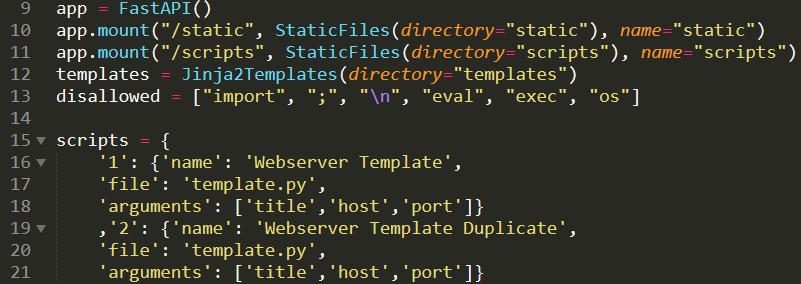 9 app = FastAPI()
10 app.mount("/static", StaticFiles(directory="static"), name="static")
11 app.mount("/scripts", StaticFiles(directory="scripts"), name="scripts")
12 templates = Jinja2Templates(directory="templates")
13 disallowed = ["import", ";", "\n", "eval", "exec", "os"]
14
15 scripts = {
16 '1': {'name': 'Webserver Template',
17 'file': 'template.py',
18 'arguments': ['title','host','port']}
19 ,'2': {'name': 'Webserver Template Duplicate',
20 'file': 'template.py',
21 'arguments': ['title','host','port']}